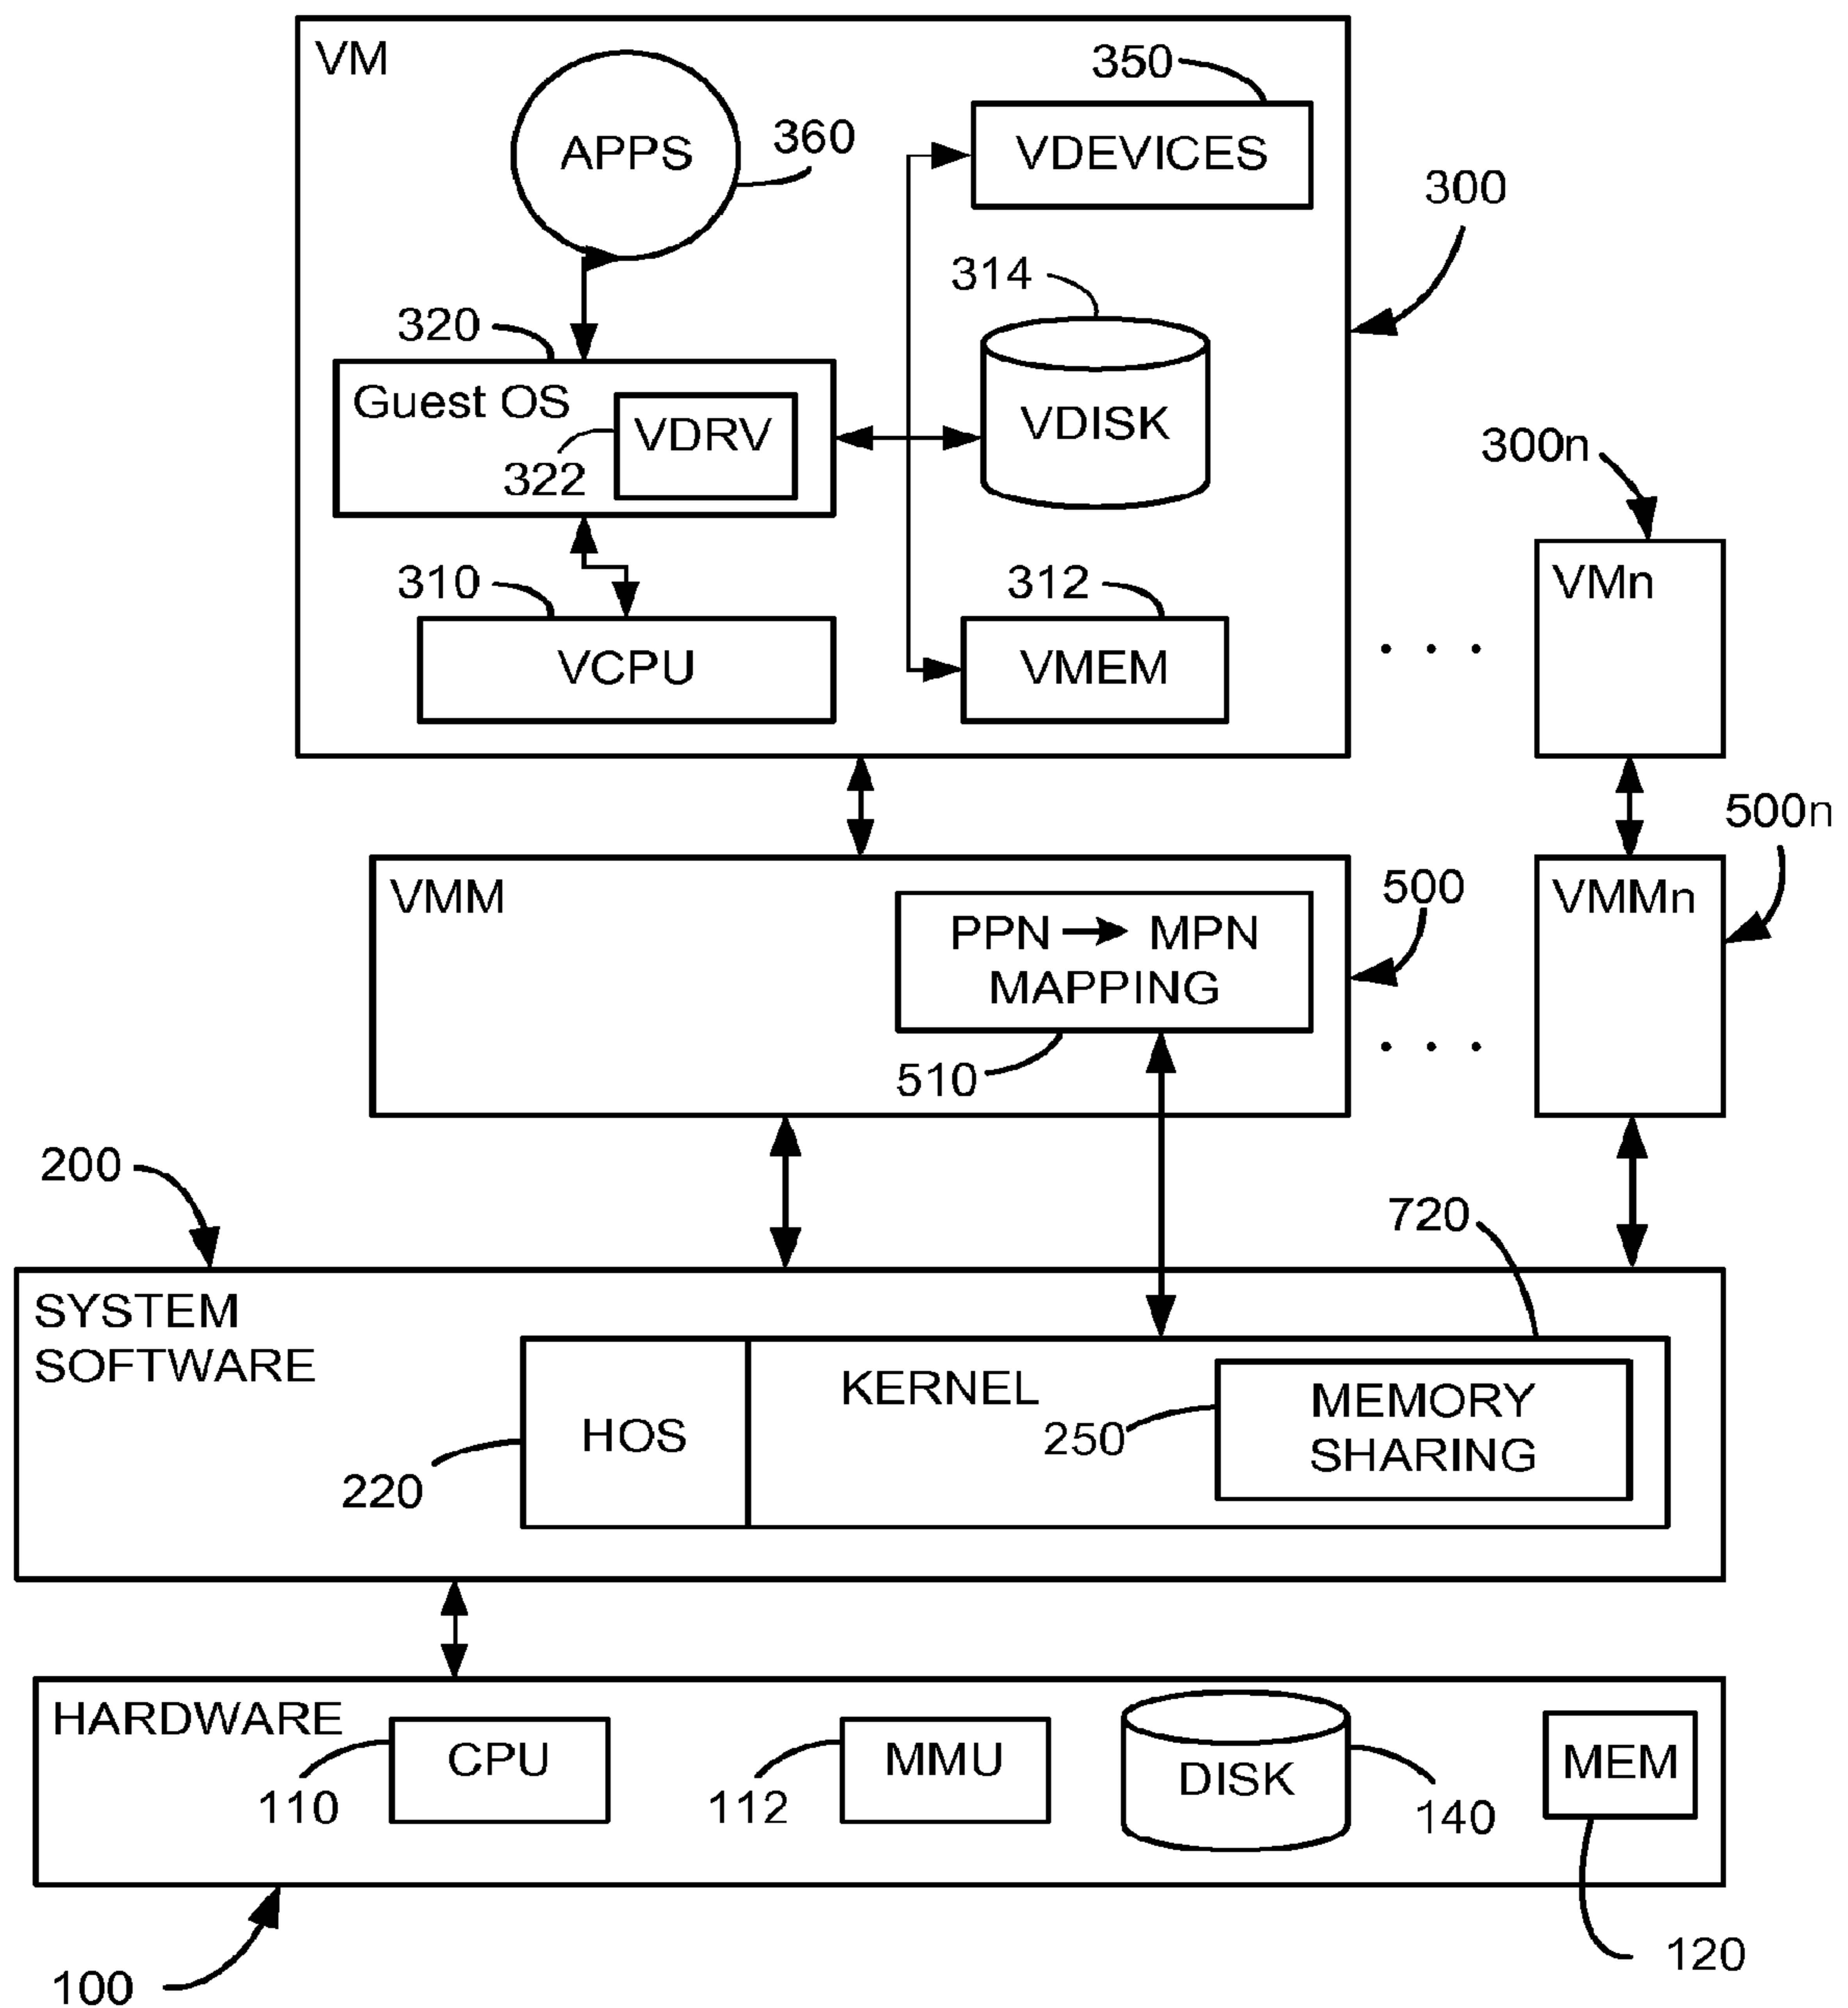 VM
350
APPS
360
VDEVICES
300
314
320
Guest OS
VDRV
322
VDISK
300n
310
312
VMn
VCPU
VMEM
. . .
500n
VMM
500
VMMn
PPN → MPN
MAPPING
. . .
510
200
720
SYSTEM
SOFTWARE
KERNEL
MEMORY
SHARING
HOS
250
220
HARDWARE
CPU
MMU
DISK
MEM
110
112
140
120
100